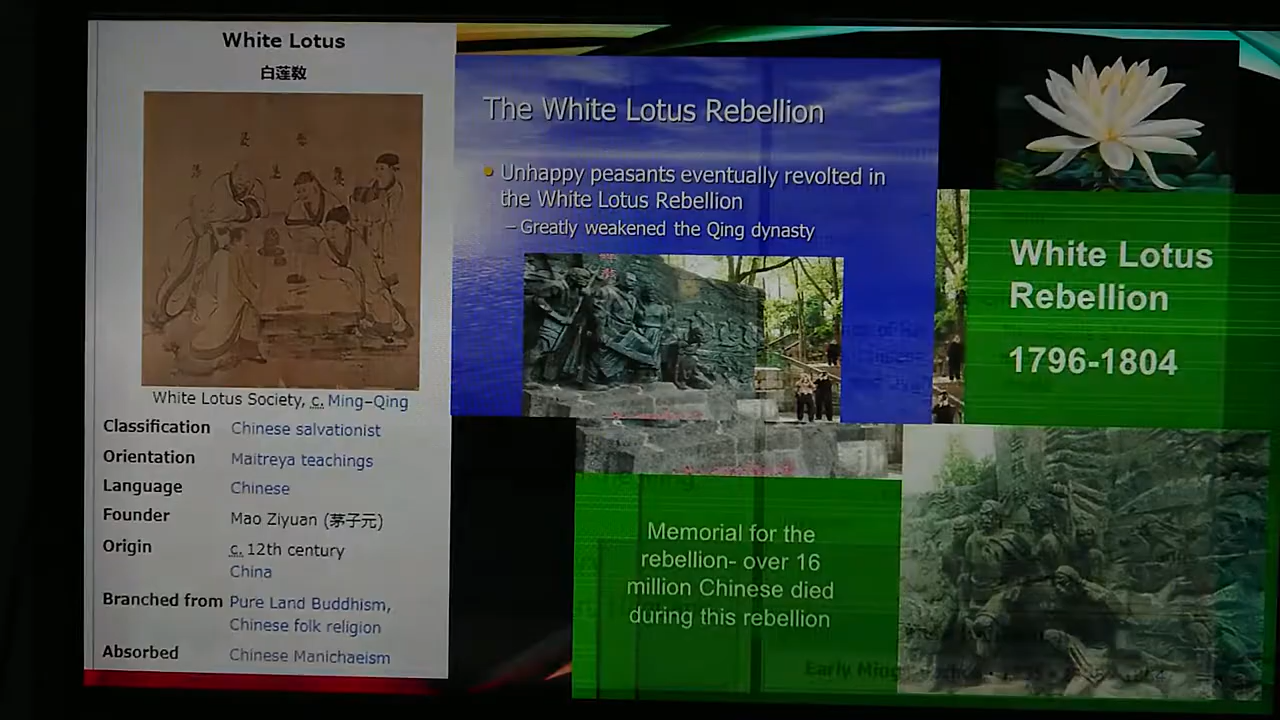 White Lotus
白莲教
White Lotus Society, c. Ming–Qing
Classification Chinese salvationist
Orientation Maitreya teachings
Language Chinese
Founder Mao Ziyuan (茅子元)
Origin c. 12th century
China
Branched from Pure Land Buddhism,
Chinese folk religion
Absorbed Chinese Manichaeism
The White Lotus Rebellion
Unhappy peasants eventually revolted in
the White Lotus Rebellion
– Greatly weakened the Qing dynasty
White Lotus
Rebellion
1796-1804
Memorial for the
rebellion- over 16
million Chinese died
during this rebellion
Early Ming